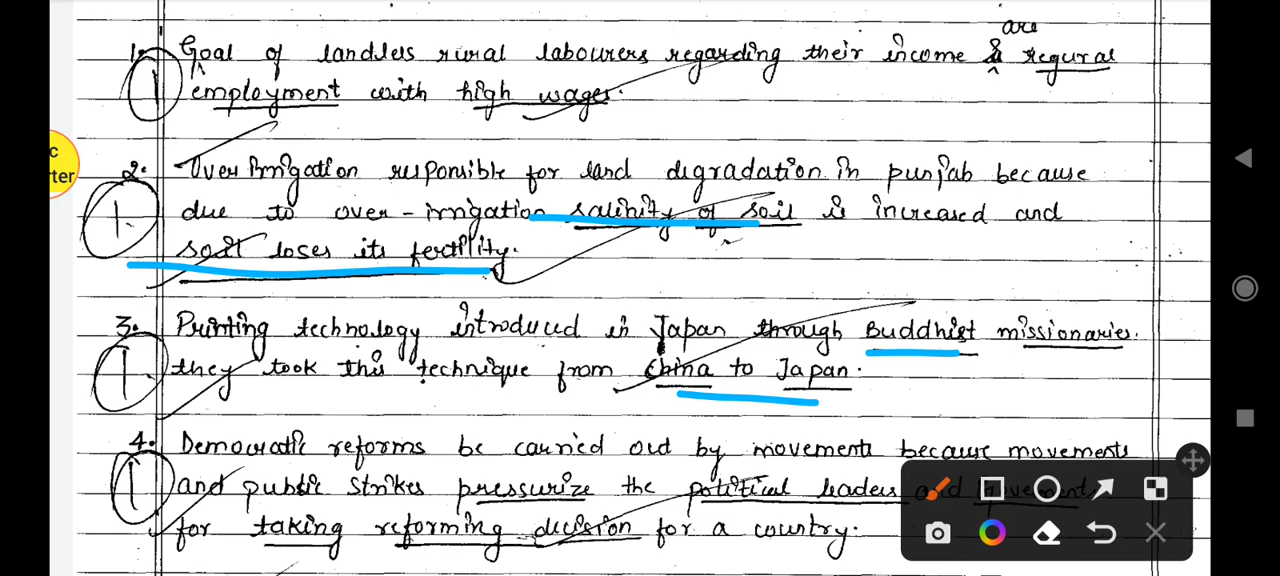 are
1. Goal of landless rural labourers regarding their income & regural
1 employment with high wages.
c
rter
2. Over irrigation responsible for land degradation in punjab because
1. due to over-irrigation salinity of soil is increased and
soil loses its fertility.
3. Printing technology introduced in Japan through Buddhist missionaries.
1. they took this technique from China to Japan.
4. Democratic reforms be carried out by movements because movements
1 and public strikes pressurize the political leaders
for taking reforming decision for a country.